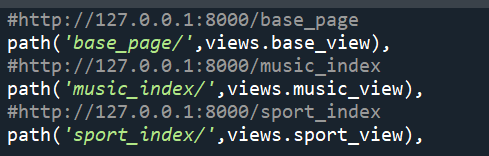 #http://127.0.0.1:8000/base_page
path('base_page/',views.base_view),
#http://127.0.0.1:8000/music_index
path('music_index/',views.music_view),
#http://127.0.0.1:8000/sport_index
path('sport_index/',views.sport_view),